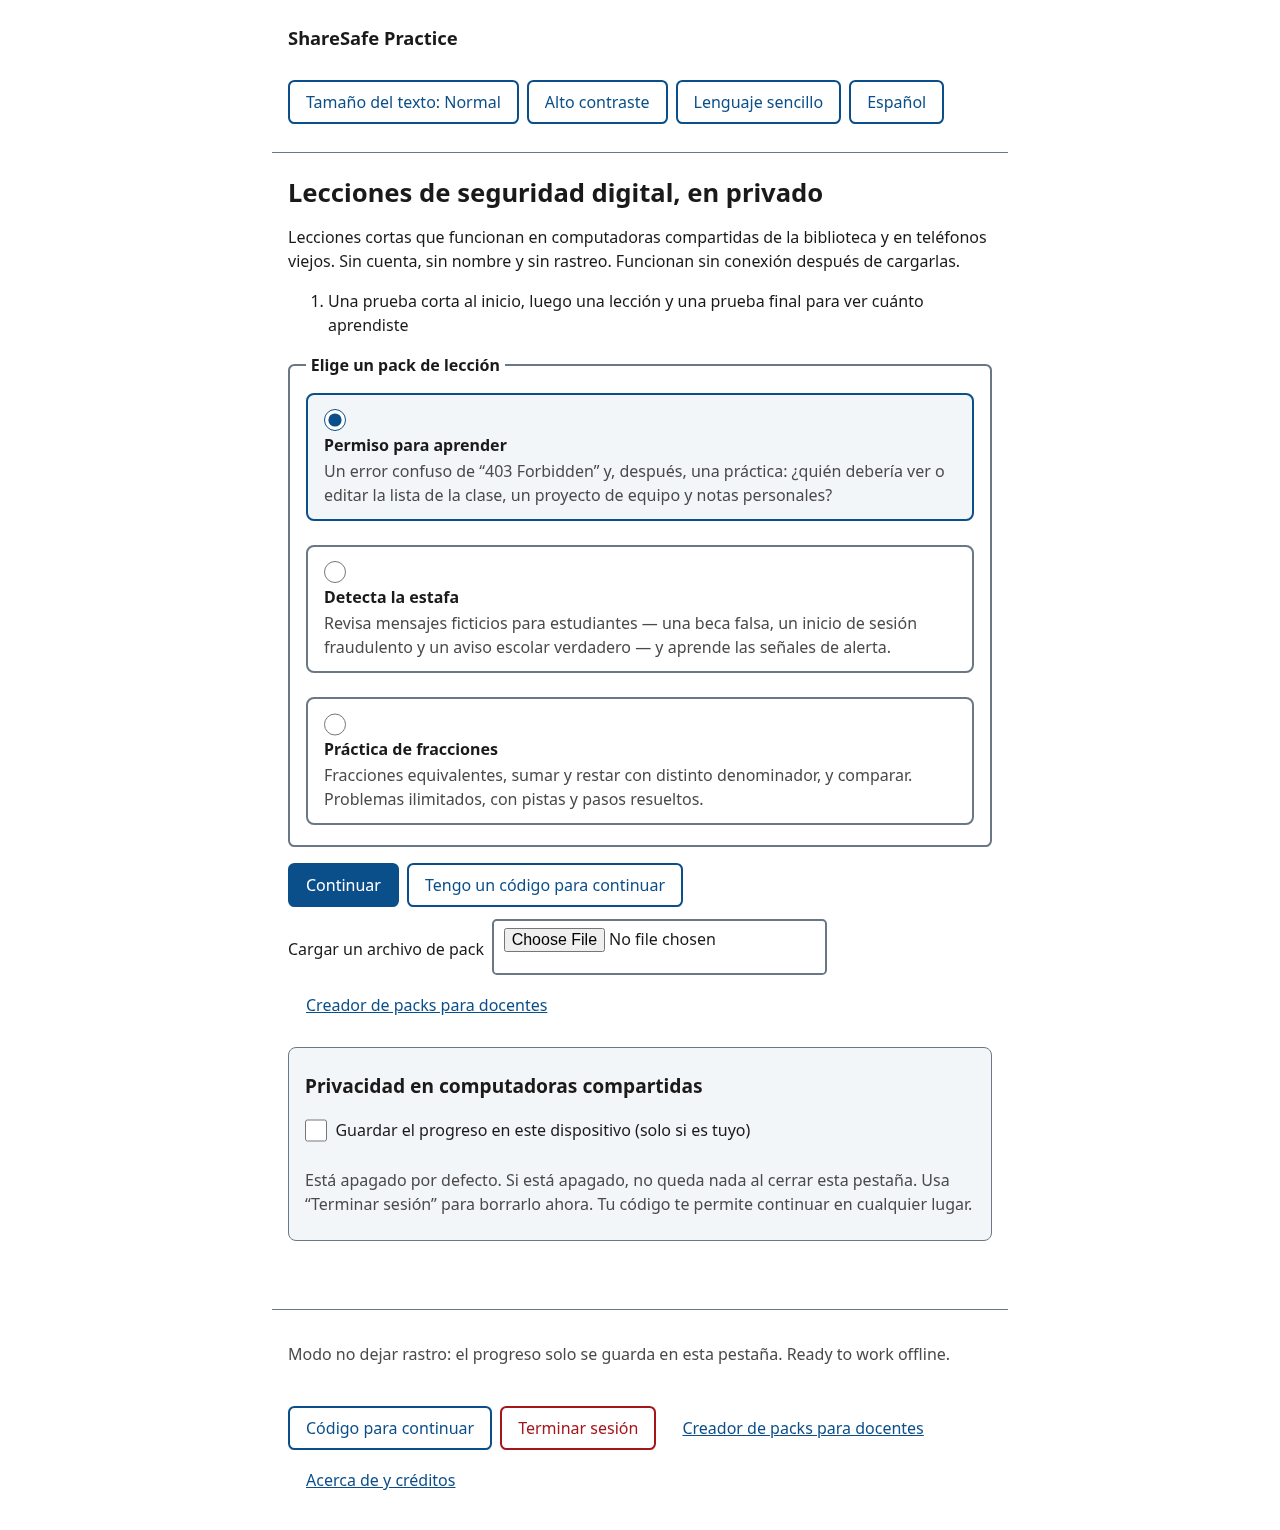 ShareSafe Practice
Tamaño del texto: Normal
Alto contraste
Lenguaje sencillo
Español
Lecciones de seguridad digital, en privado
Lecciones cortas que funcionan en computadoras compartidas de la biblioteca y en teléfonos
viejos. Sin cuenta, sin nombre y sin rastreo. Funcionan sin conexión después de cargarlas.
1. Una prueba corta al inicio, luego una lección y una prueba final para ver cuánto
aprendiste
Elige un pack de lección
Permiso para aprender
Un error confuso de “403 Forbidden” y, después, una práctica: ¿quién debería ver o
editar la lista de la clase, un proyecto de equipo y notas personales?
Detecta la estafa
Revisa mensajes ficticios para estudiantes — una beca falsa, un inicio de sesión
fraudulento y un aviso escolar verdadero — y aprende las señales de alerta.
Práctica de fracciones
Fracciones equivalentes, sumar y restar con distinto denominador, y comparar.
Problemas ilimitados, con pistas y pasos resueltos.
Continuar
Tengo un código para continuar
Cargar un archivo de pack
Choose File No file chosen
Creador de packs para docentes
Privacidad en computadoras compartidas
Guardar el progreso en este dispositivo (solo si es tuyo)
Está apagado por defecto. Si está apagado, no queda nada al cerrar esta pestaña. Usa
“Terminar sesión” para borrarlo ahora. Tu código te permite continuar en cualquier lugar.
Modo no dejar rastro: el progreso solo se guarda en esta pestaña. Ready to work offline.
Código para continuar
Terminar sesión
Creador de packs para docentes
Acerca de y créditos